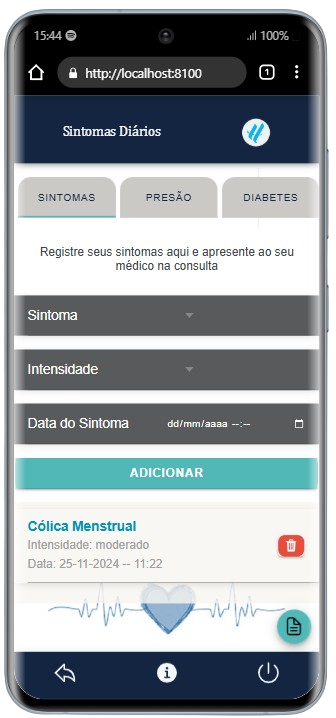 15:44 100%
http://localhost:8100 1
Sintomas Diários
SINTOMAS PRESÃO DIABETES
Registre seus sintomas aqui e apresente ao seu
médico na consulta
Sintoma
Intensidade
Data do Sintoma dd/mm/aaaa --:--
ADICIONAR
Cólica Menstrual
Intensidade: moderado
Data: 25-11-2024 -- 11:22